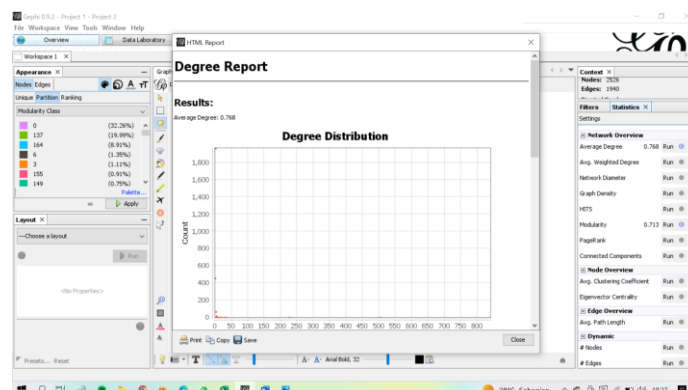 Gephi 0.9.2 - Project 1 - Project 2
File Workspace View Tools Window Help
Overview
Data Laboratory
Workspace 1 ×
Appearance ×
Nodes Edges
Unique Partition Ranking
Modularity Class
0 (32.26%)
137 (19.99%)
164 (8.91%)
6 (1.35%)
3 (1.11%)
155 (0.91%)
149 (0.75%)
Palette...
Apply
Layout ×
---Choose a layout
Run
<No Properties>
Presets... Reset
Graph
HTML Report
Degree Report
Results:
Average Degree: 0.768
Degree Distribution
Count
1,800
1,600
1,400
1,200
1,000
800
600
400
200
0
0 50 100 150 200 250 300 350 400 450 500 550 600 650 700 750 800
Print Copy Save
Close
Arial Bold, 32
Context ×
Nodes: 2526
Edges: 1940
Filters Statistics ×
Settings
Network Overview
Average Degree 0.768 Run
Avg. Weighted Degree Run
Network Diameter Run
Graph Density Run
HITS Run
Modularity 0.713 Run
PageRank Run
Connected Components Run
Node Overview
Avg. Clustering Coefficient Run
Eigenvector Centrality Run
Edge Overview
Avg. Path Length Run
Dynamic
# Nodes Run
# Edges Run